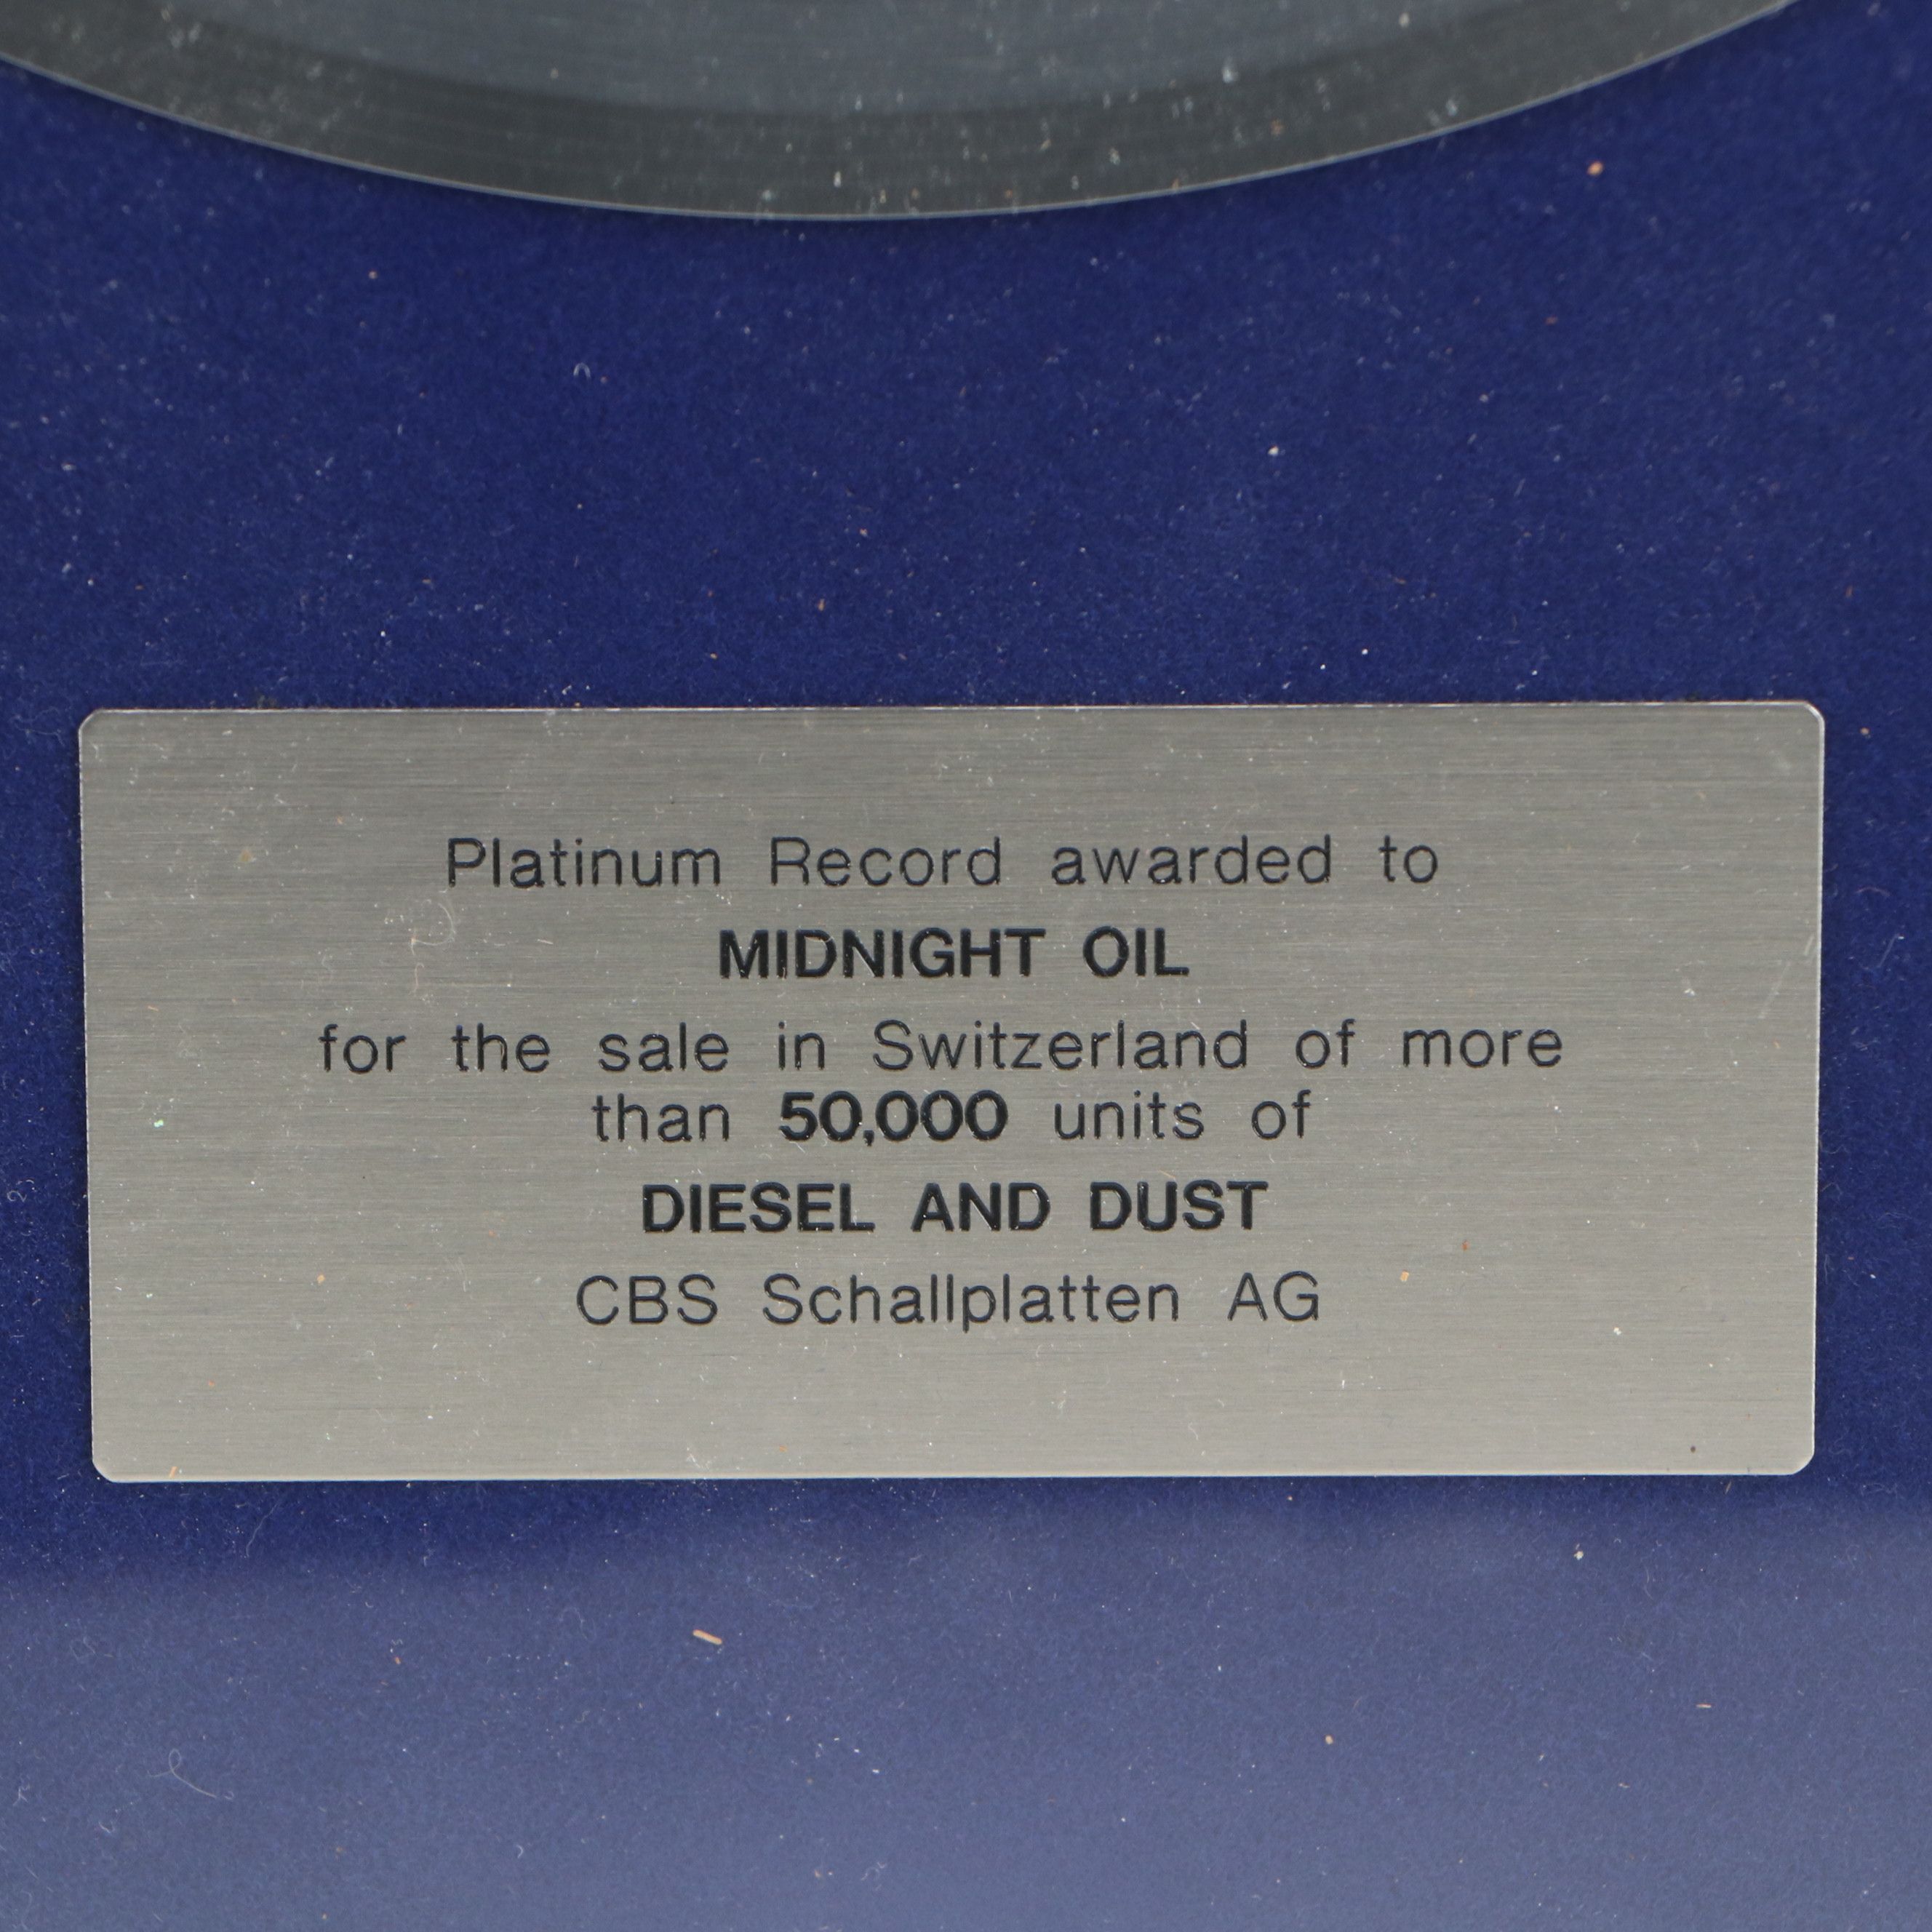 Platinum Record awarded to
MIDNIGHT OIL
for the sale in Switzerland of more
than 50,000 units of
DIESEL AND DUST
CBS Schallplatten AG